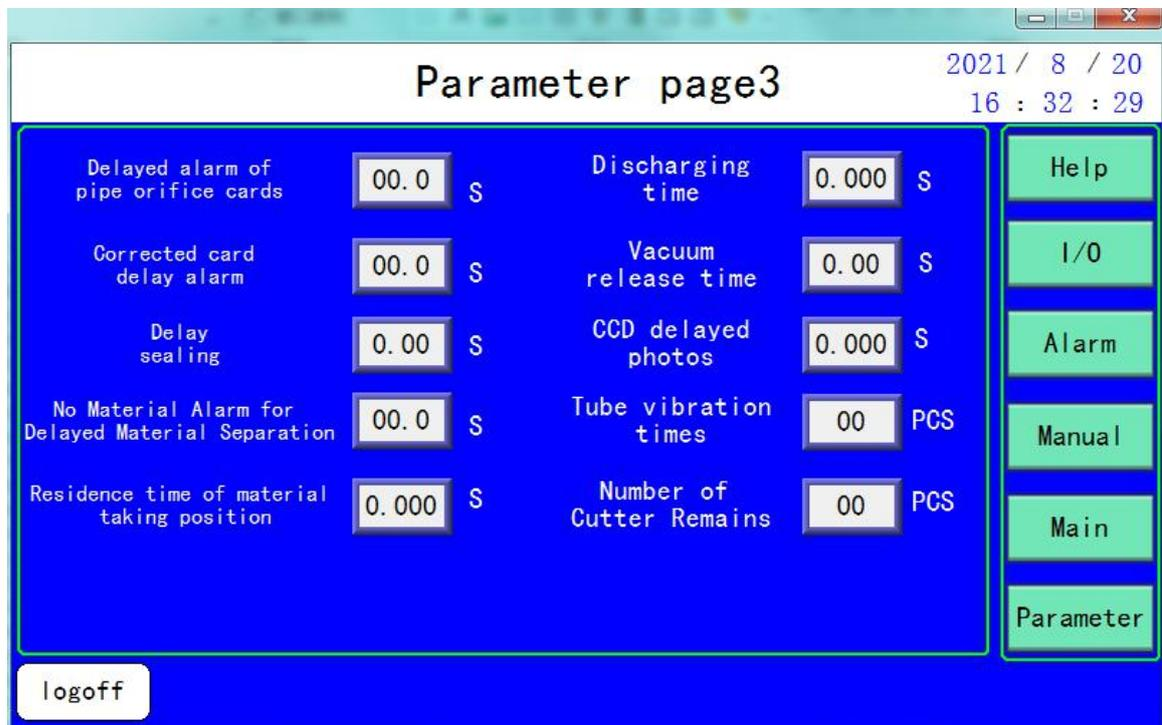 Parameter page3
2021 / 8 / 20
16 : 32 : 29
Delayed alarm of
pipe orifice cards
00.0 S
Corrected card
delay alarm
00.0 S
Delay
sealing
0.00 S
No Material Alarm for
Delayed Material Separation
00.0 S
Residence time of material
taking position
0.000 S
Discharging
time
0.000 S
Vacuum
release time
0.00 S
CCD delayed
photos
0.000 S
Tube vibration
times
00 PCS
Number of
Cutter Remains
00 PCS
Help
I/O
Alarm
Manual
Main
Parameter
logoff